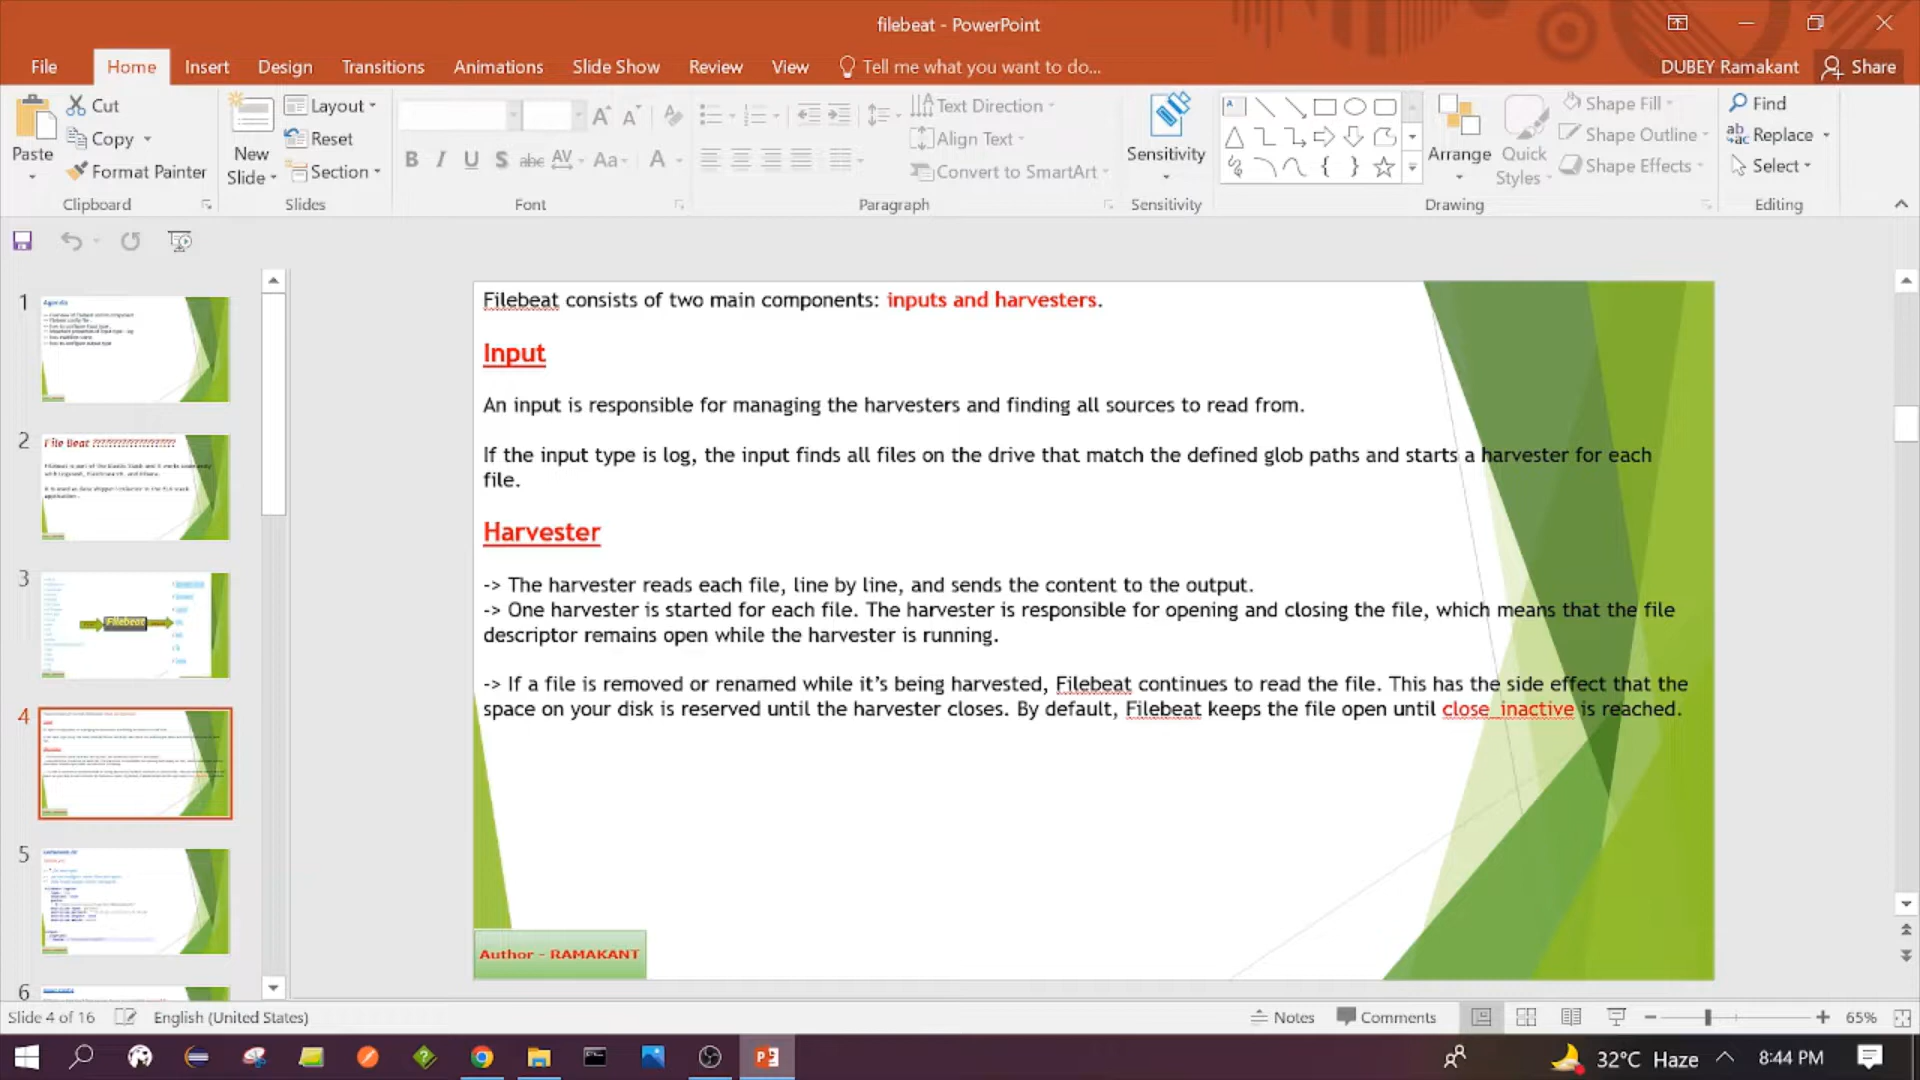 filebeat - PowerPoint
File Home Insert Design Transitions Animations Slide Show Review View Tell me what you want to do... DUBEY Ramakant Share
Cut
Copy
Format Painter
Paste
Clipboard
New
Slide
Layout
Reset
Section
Slides
Font
Text Direction
Align Text
Convert to SmartArt
Paragraph
Sensitivity
Sensitivity
Arrange
Quick
Styles
Shape Fill
Shape Outline
Shape Effects
Drawing
Find
Replace
Select
Editing
1
Agenda
2
File Beat ??????????????????
3
Filebeat
4
5
6
Filebeat consists of two main components: inputs and harvesters.
Input
An input is responsible for managing the harvesters and finding all sources to read from.
If the input type is log, the input finds all files on the drive that match the defined glob paths and starts a harvester for each
file.
Harvester
-> The harvester reads each file, line by line, and sends the content to the output.
-> One harvester is started for each file. The harvester is responsible for opening and closing the file, which means that the file
descriptor remains open while the harvester is running.
-> If a file is removed or renamed while it's being harvested, Filebeat continues to read the file. This has the side effect that the
space on your disk is reserved until the harvester closes. By default, Filebeat keeps the file open until close_inactive is reached.
Author - RAMAKANT
Slide 4 of 16 English (United States) Notes Comments 65%
32°C Haze 8:44 PM